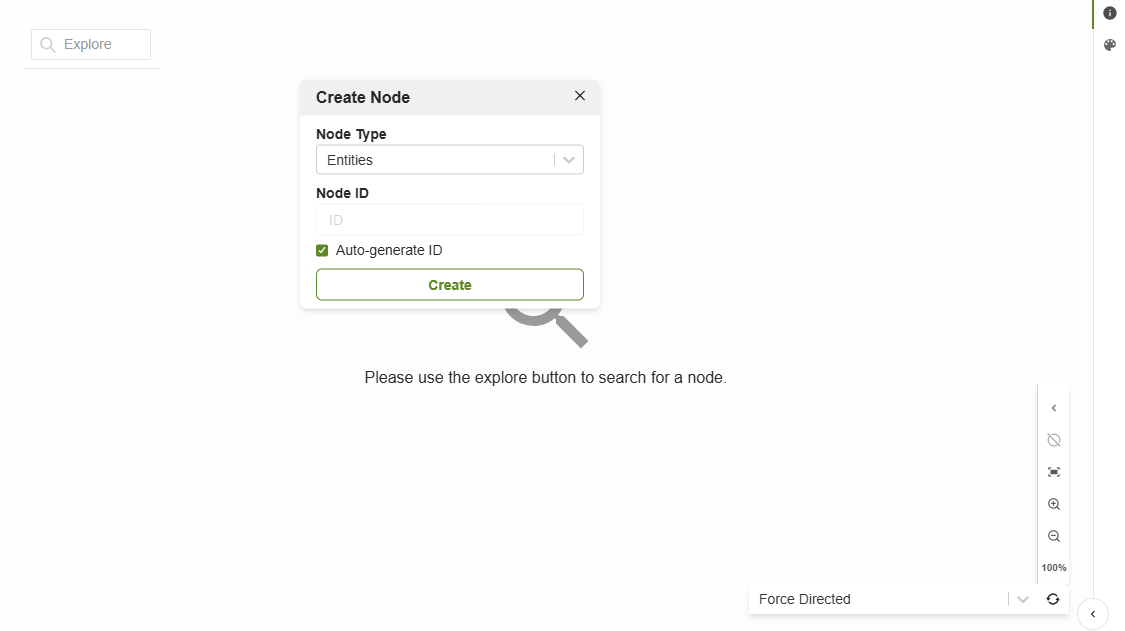 Explore
Create Node
Node Type
Entities
Node ID
ID
Auto-generate ID
Create
Please use the explore button to search for a node.
100%
Force Directed